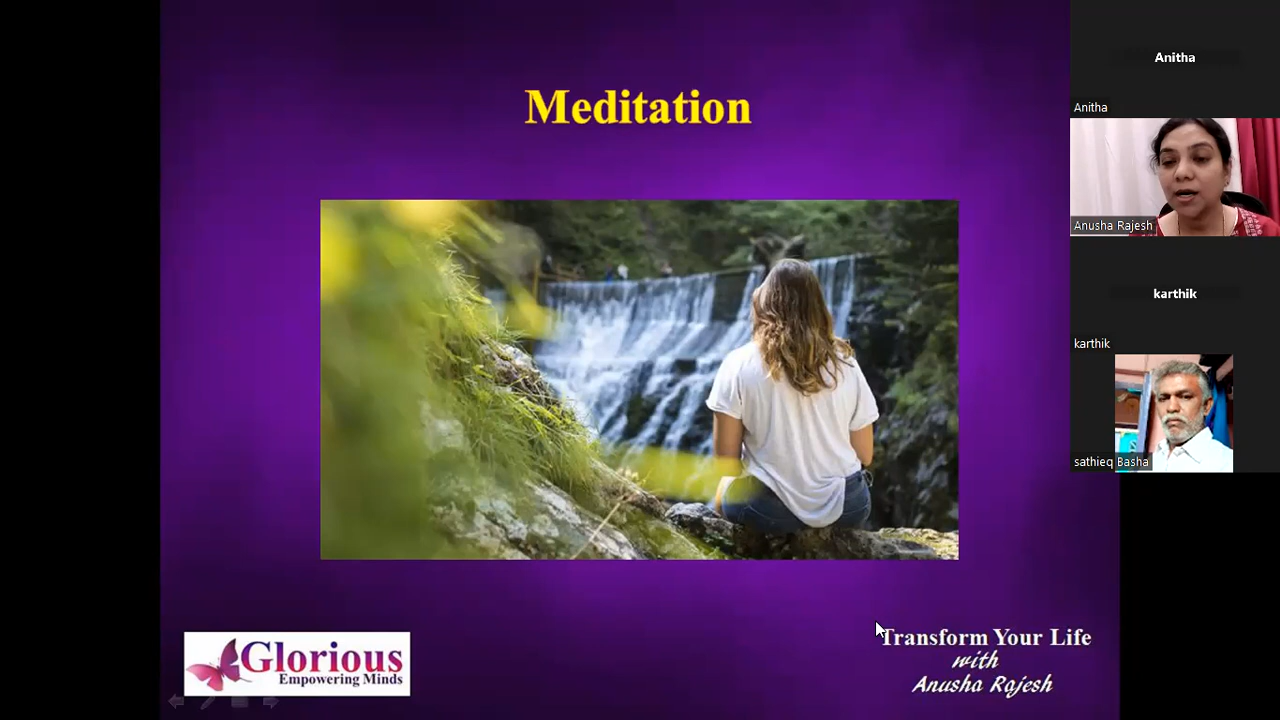 Meditation
Glorious
Empowering Minds
Transform Your Life
with
Anusha Rajesh
Anitha
Anitha
Anusha Rajesh
karthik
karthik
sathieq Basha